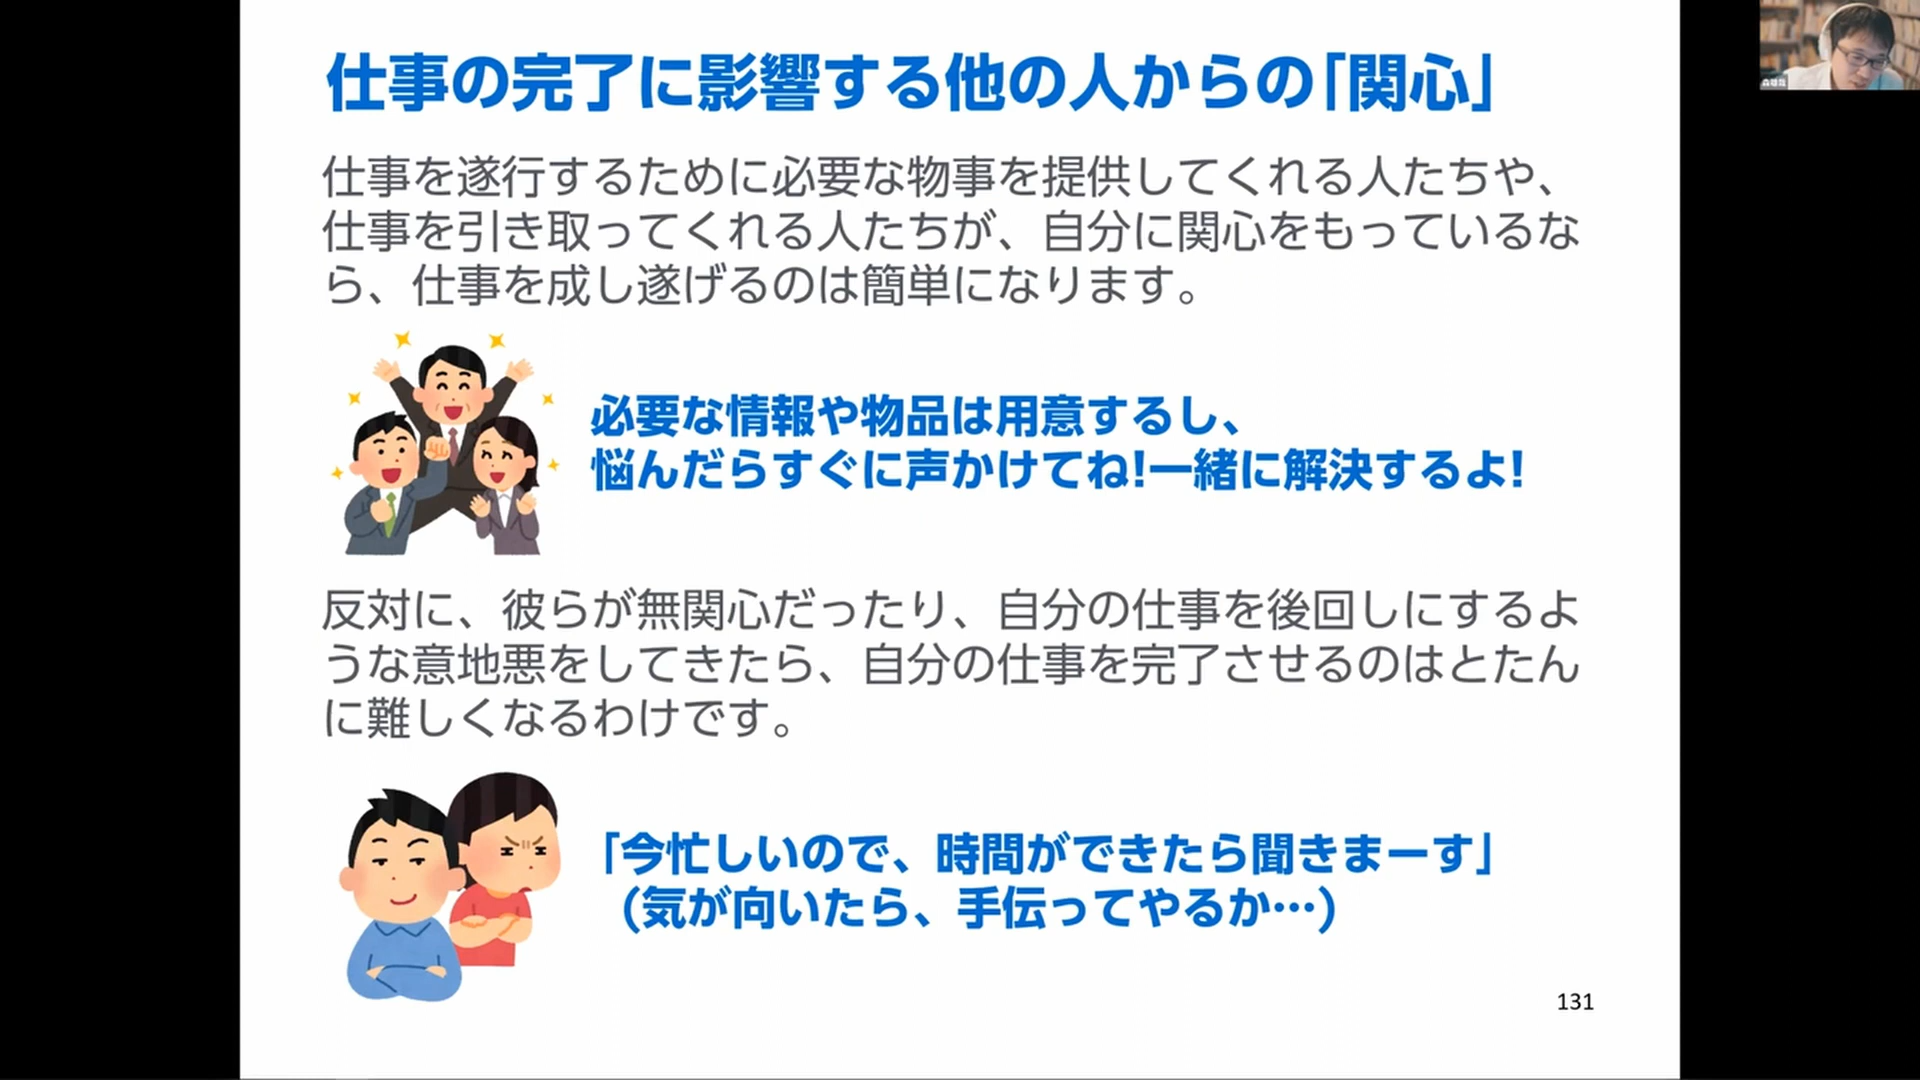 仕事の完了に影響する他の人からの「関心」
仕事を遂行するために必要な物事を提供してくれる人たちや、
仕事を引き取ってくれる人たちが、自分に関心をもっているな
ら、仕事を成し遂げるのは簡単になります。
必要な情報や物品は用意するし、
悩んだらすぐに声かけてね!一緒に解決するよ!
反対に、彼らが無関心だったり、自分の仕事を後回しにするよ
うな意地悪をしてきたら、自分の仕事を完了させるのはとたん
に難しくなるわけです。
「今忙しいので、時間ができたら聞きまーす」
(気が向いたら、手伝ってやるか…)
131